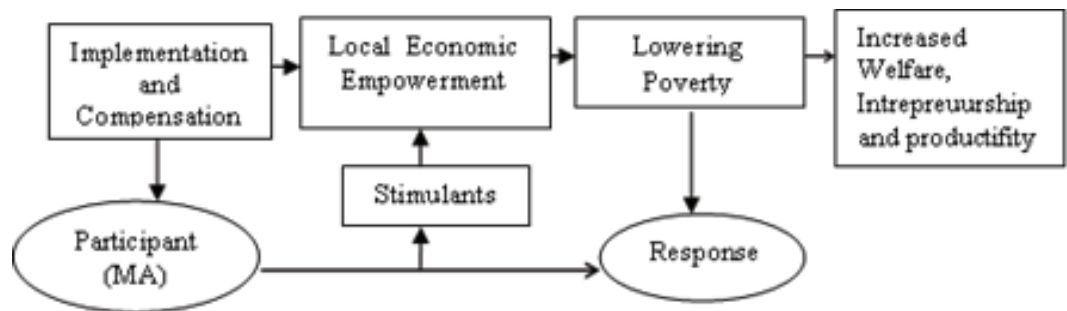 Implementation
and
Compensation
Local Economic
Empowerment
Lowering
Poverty
Increased
Welfare,
Intrepreuurship
and productifity
Stimulants
Participant
(MA)
Response